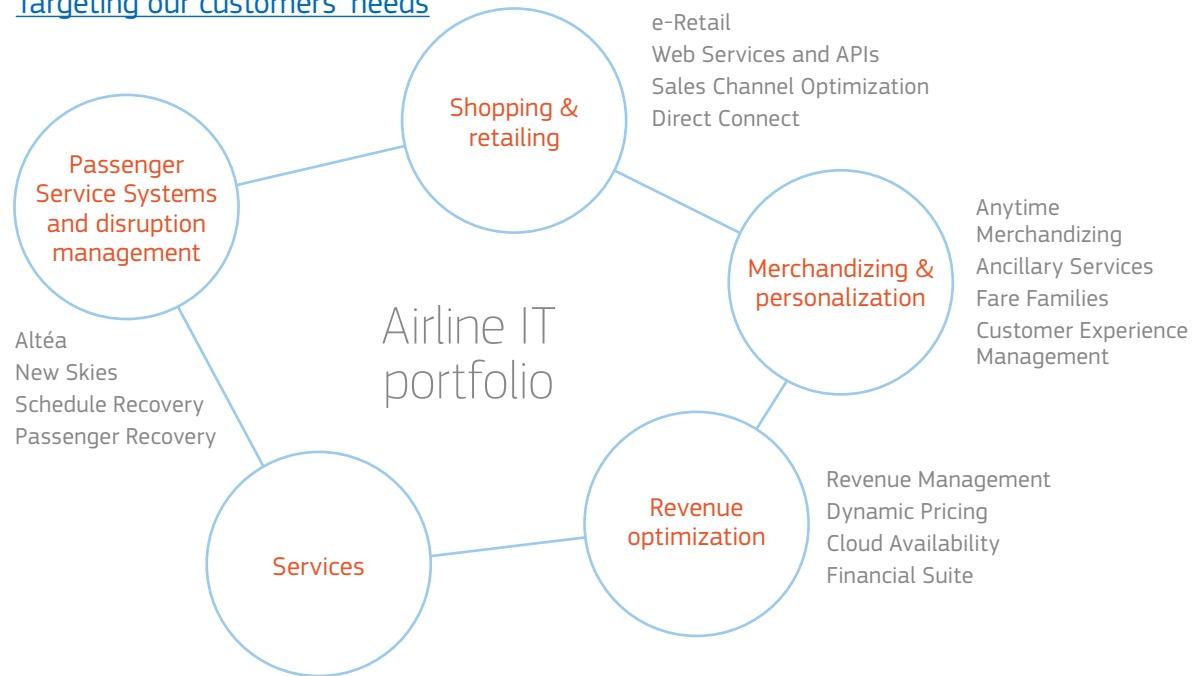 Targeting our customers' needs
e-Retail
Web Services and APIs
Sales Channel Optimization
Direct Connect
Shopping &
retailing
Passenger
Service Systems
and disruption
management
Anytime
Merchandizing
Ancillary Services
Fare Families
Customer Experience
Management
Merchandizing &
personalization
Airline IT
portfolio
Altéa
New Skies
Schedule Recovery
Passenger Recovery
Revenue Management
Dynamic Pricing
Cloud Availability
Financial Suite
Revenue
optimization
Services